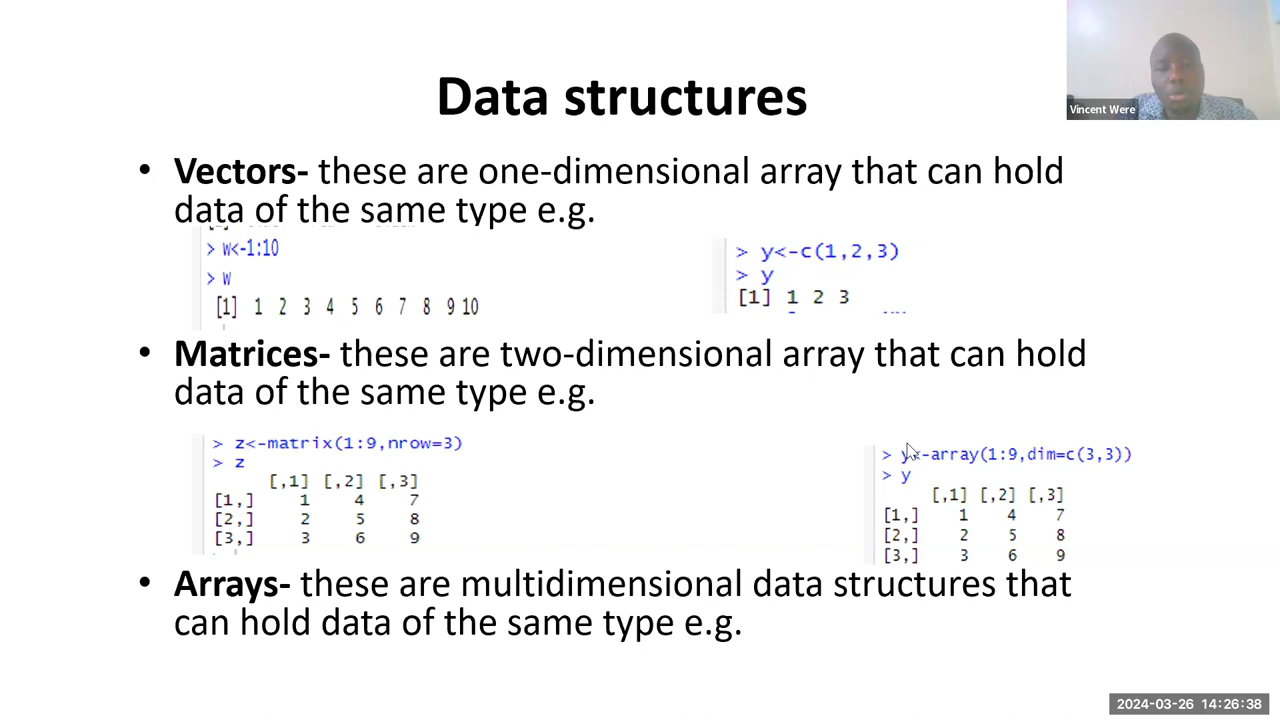 Data structures
Vincent Were
• Vectors- these are one-dimensional array that can hold
data of the same type e.g.
> w<-1:10
> w
[1] 1 2 3 4 5 6 7 8 9 10
> y<-c(1,2,3)
> y
[1] 1 2 3
• Matrices- these are two-dimensional array that can hold
data of the same type e.g.
> z<-matrix(1:9,nrow=3)
> z
[,1] [,2] [,3]
[1,] 1 4 7
[2,] 2 5 8
[3,] 3 6 9
> y<-array(1:9,dim=c(3,3))
> y
[,1] [,2] [,3]
[1,] 1 4 7
[2,] 2 5 8
[3,] 3 6 9
• Arrays- these are multidimensional data structures that
can hold data of the same type e.g.
2024-03-26 14:26:38